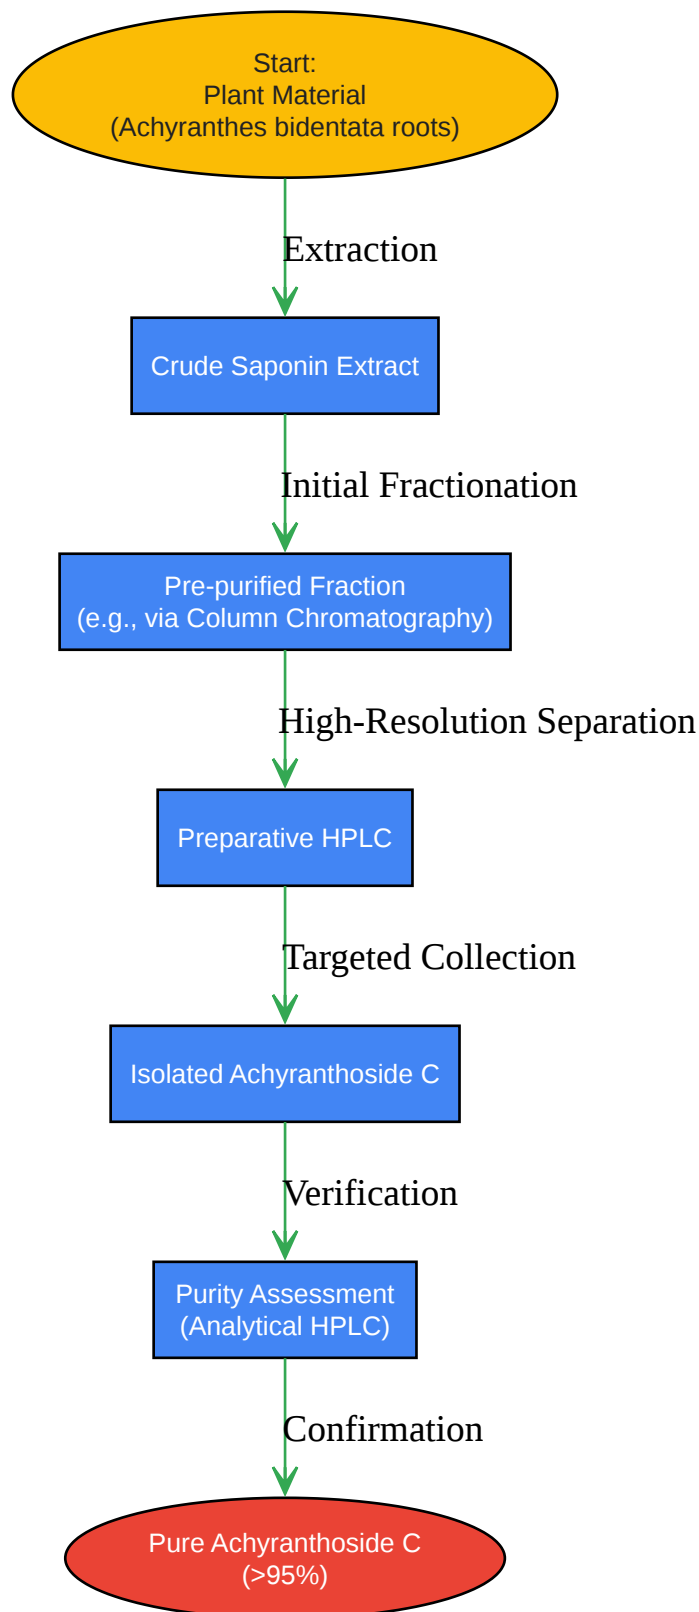 Start:
Plant Material
(Achyranthes bidentata roots)
Extraction
Crude Saponin Extract
Initial Fractionation
Pre-purified Fraction
(e.g., via Column Chromatography)
High-Resolution Separation
Preparative HPLC
Targeted Collection
Isolated Achyranthoside C
Verification
Purity Assessment
(Analytical HPLC)
Confirmation
Pure Achyranthoside C
(>95%)